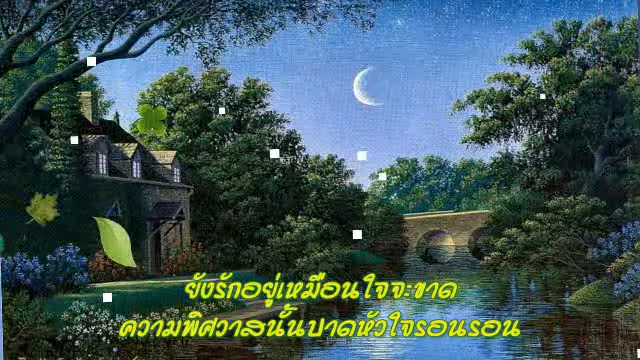 ยังรักอยู่เหมือนใจจะขาด
ความพิศวาสนั้นบาดหัวใจรอนรอน